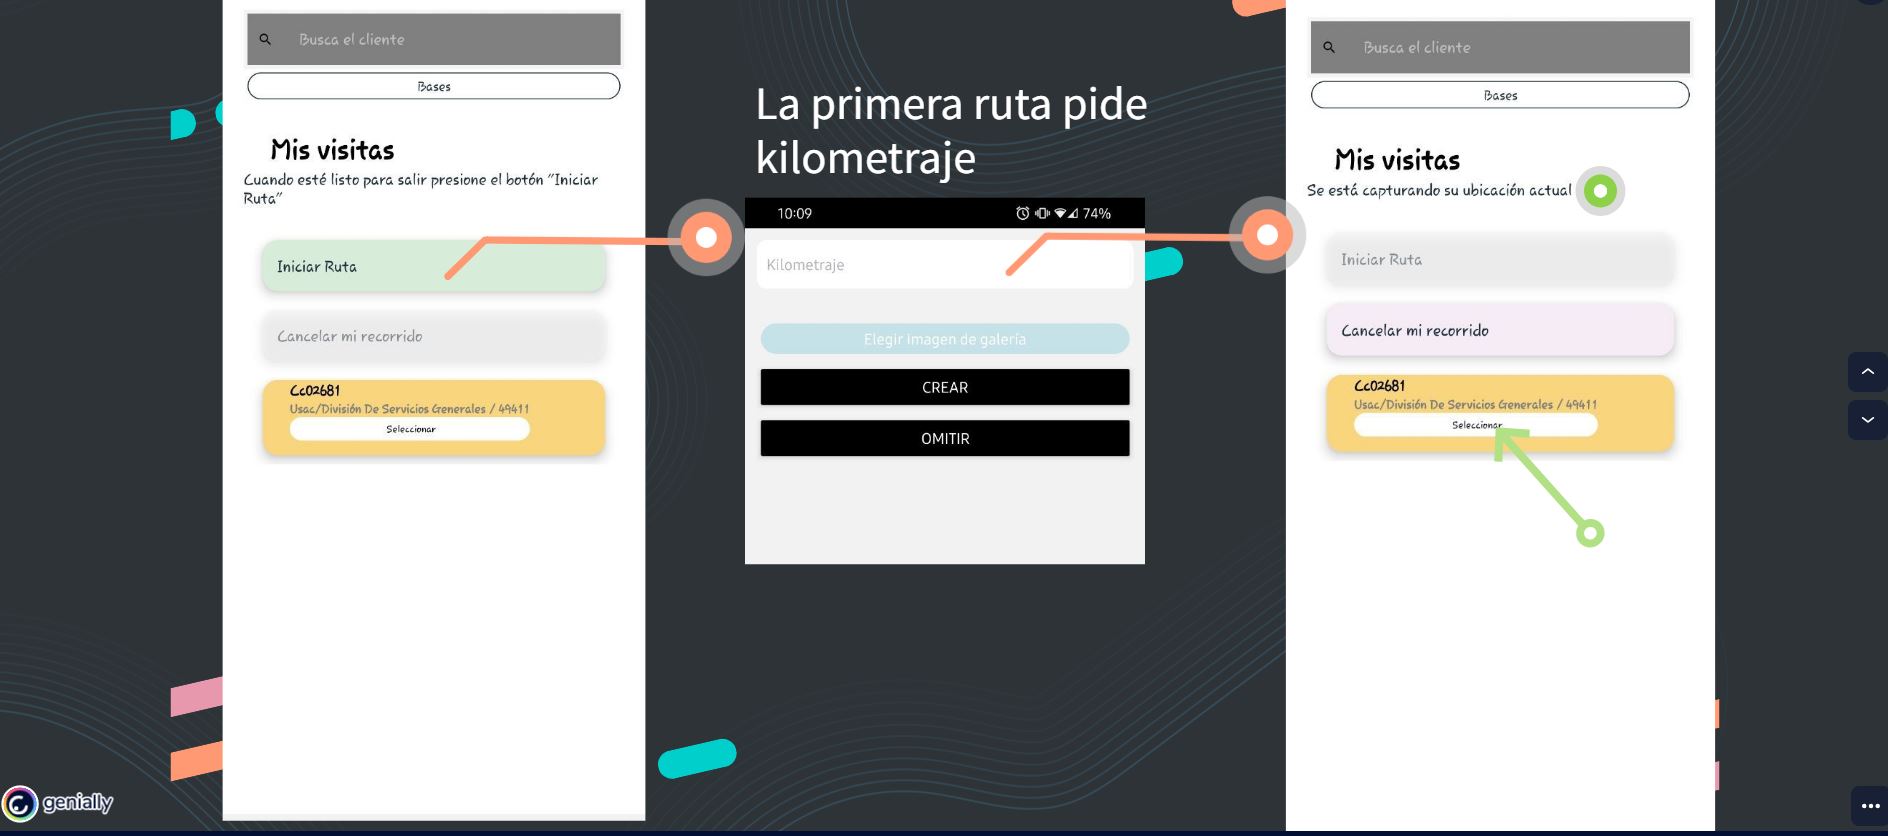 Busca el cliente
Bases
Mis visitas
Cuando esté listo para salir presione el botón "Iniciar
Ruta"
Iniciar Ruta
Cancelar mi recorrido
Cc02681
Usac/División De Servicios Generales / 49411
Seleccionar
La primera ruta pide
kilometraje
10:09
74%
Kilometraje
Elegir imagen de galería
CREAR
OMITIR
Busca el cliente
Bases
Mis visitas
Se está capturando su ubicación actual
Iniciar Ruta
Cancelar mi recorrido
Cc02681
Usac/División De Servicios Generales / 49411
Seleccionar
genially